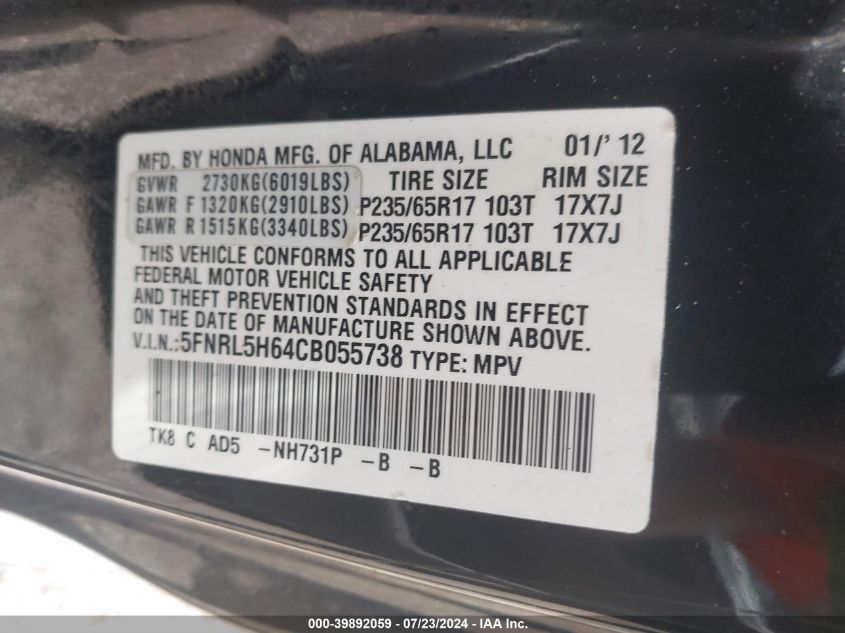 MFD. BY HONDA MFG. OF ALABAMA, LLC 01/' 12
GVWR 2730KG(6019LBS) TIRE SIZE RIM SIZE
GAWR F 1320KG(2910LBS) P235/65R17 103T 17X7J
GAWR R 1515KG(3340LBS) P235/65R17 103T 17X7J
THIS VEHICLE CONFORMS TO ALL APPLICABLE
FEDERAL MOTOR VEHICLE SAFETY
AND THEFT PREVENTION STANDARDS IN EFFECT
ON THE DATE OF MANUFACTURE SHOWN ABOVE.
V.I.N.:5FNRL5H64CB055738 TYPE: MPV
TK8 C AD5 -NH731P -B -B
000-39892059 - 07/23/2024 - IAA Inc.